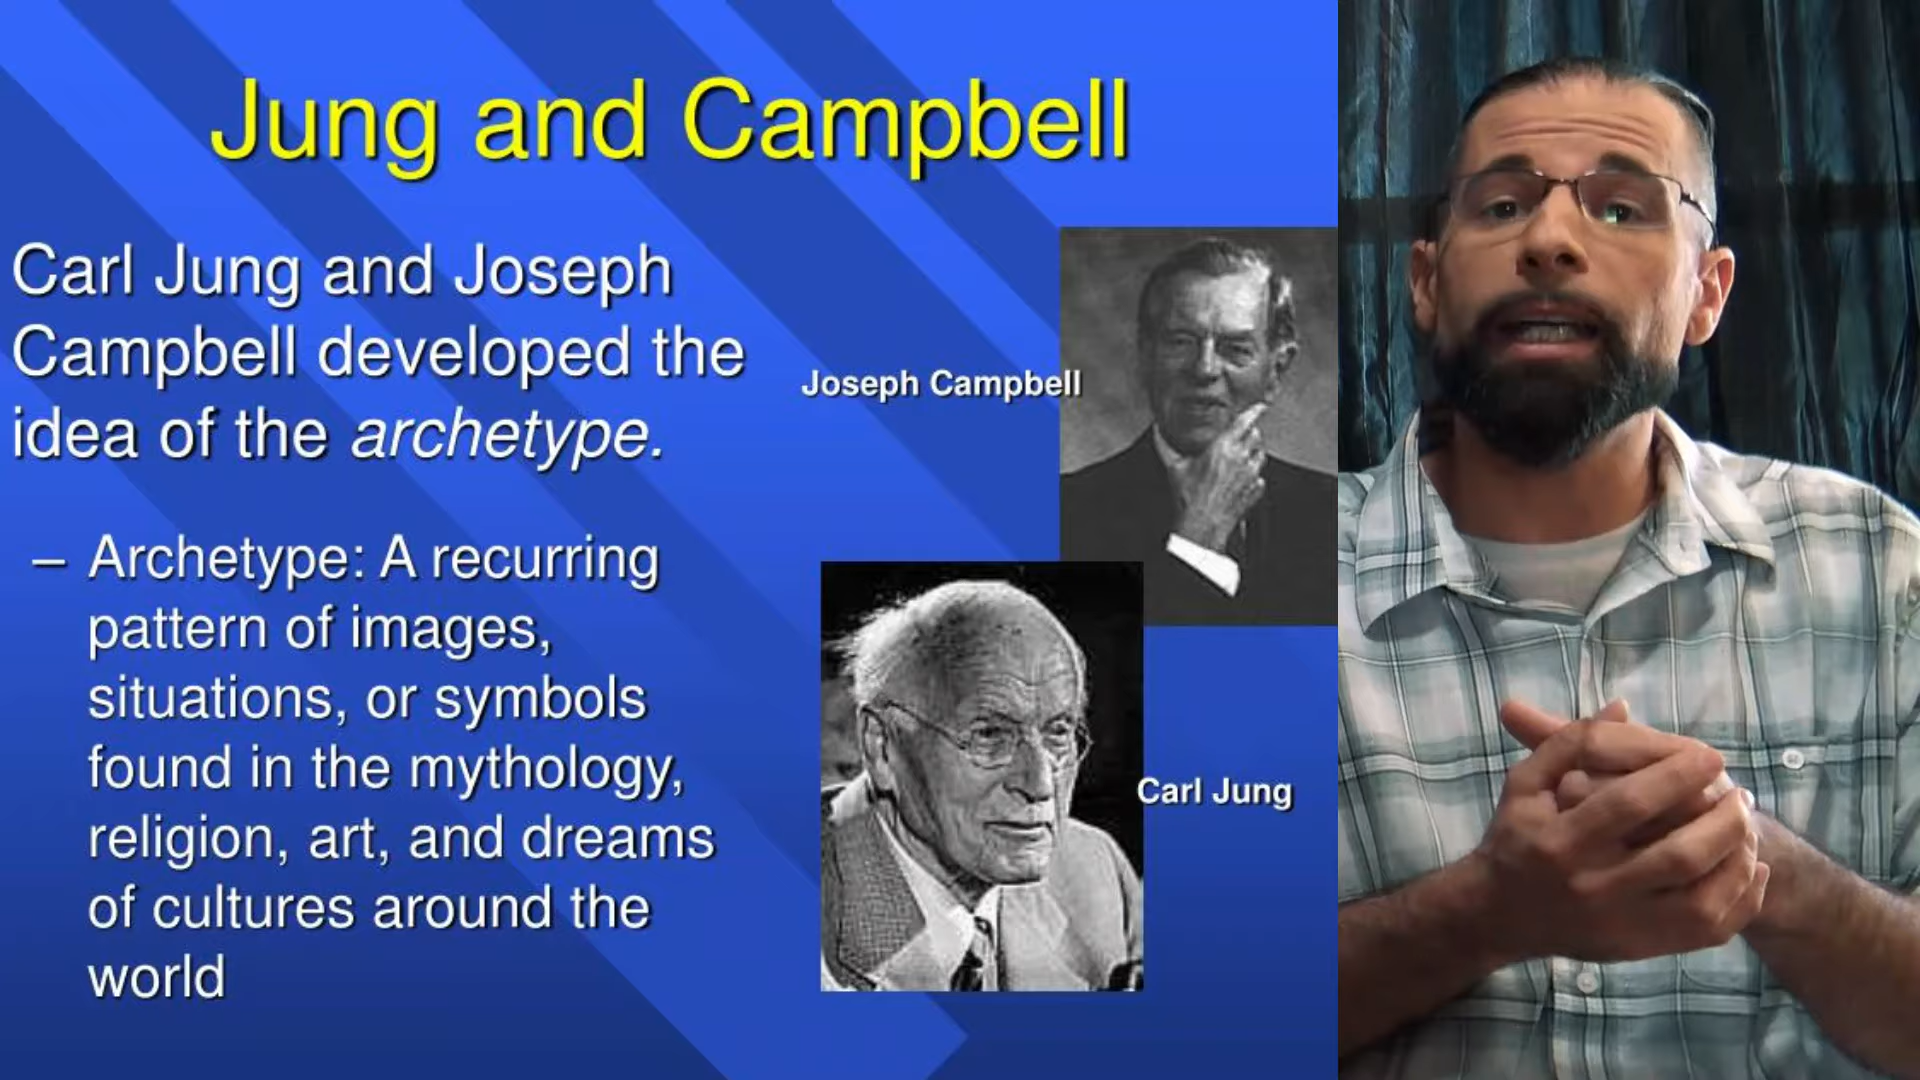 Jung and Campbell
Carl Jung and Joseph
Campbell developed the
idea of the archetype.
– Archetype: A recurring
pattern of images,
situations, or symbols
found in the mythology,
religion, art, and dreams
of cultures around the
world
Joseph Campbell
Carl Jung